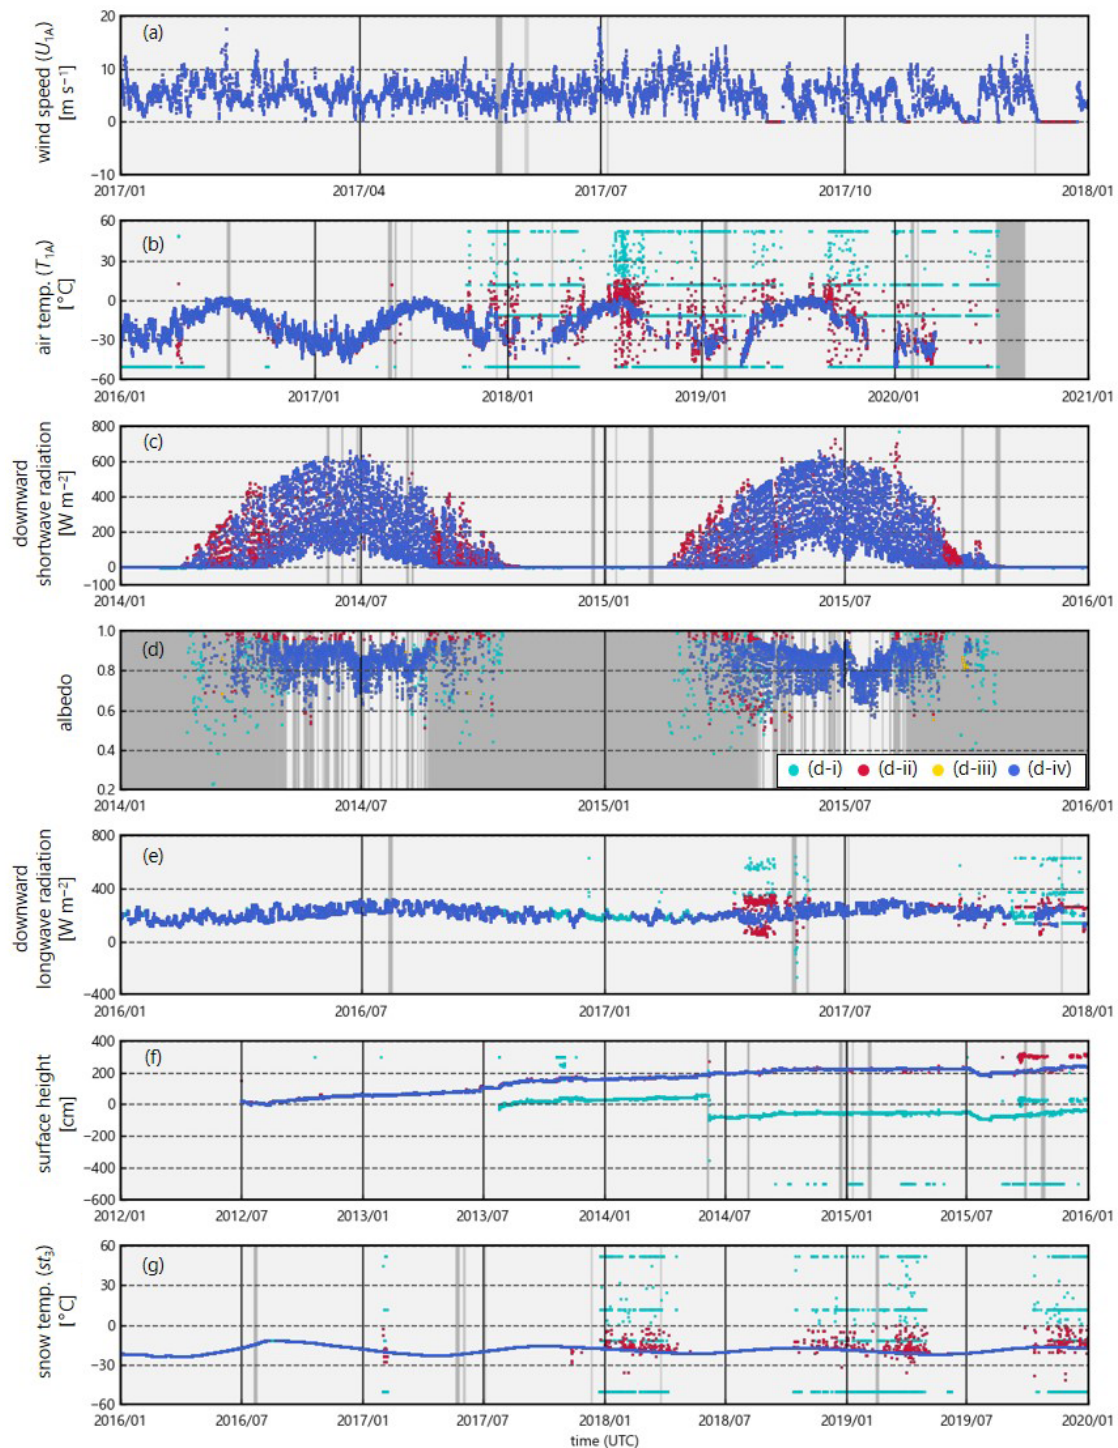 (a)
wind speed (U1A)
[m s−1]
20
10
0
−10
2017/01 2017/04 2017/07 2017/10 2018/01
(b)
air temp. (T1A)
[°C]
60
30
0
−30
−60
2016/01 2017/01 2018/01 2019/01 2020/01 2021/01
(c)
downward
shortwave radiation
[W m−2]
800
600
400
200
0
−100
2014/01 2014/07 2015/01 2015/07 2016/01
(d)
albedo
1.0
0.8
0.6
0.4
0.2
(d-i) (d-ii) (d-iii) (d-iv)
2014/01 2014/07 2015/01 2015/07 2016/01
(e)
downward
longwave radiation
[W m−2]
800
400
0
−400
2016/01 2016/07 2017/01 2017/07 2018/01
(f)
surface height
[cm]
400
200
0
−200
−400
−600
2012/01 2012/07 2013/01 2013/07 2014/01 2014/07 2015/01 2015/07 2016/01
(g)
snow temp. (st3)
[°C]
60
30
0
−30
−60
2016/01 2016/07 2017/01 2017/07 2018/01 2018/07 2019/01 2019/07 2020/01
time (UTC)